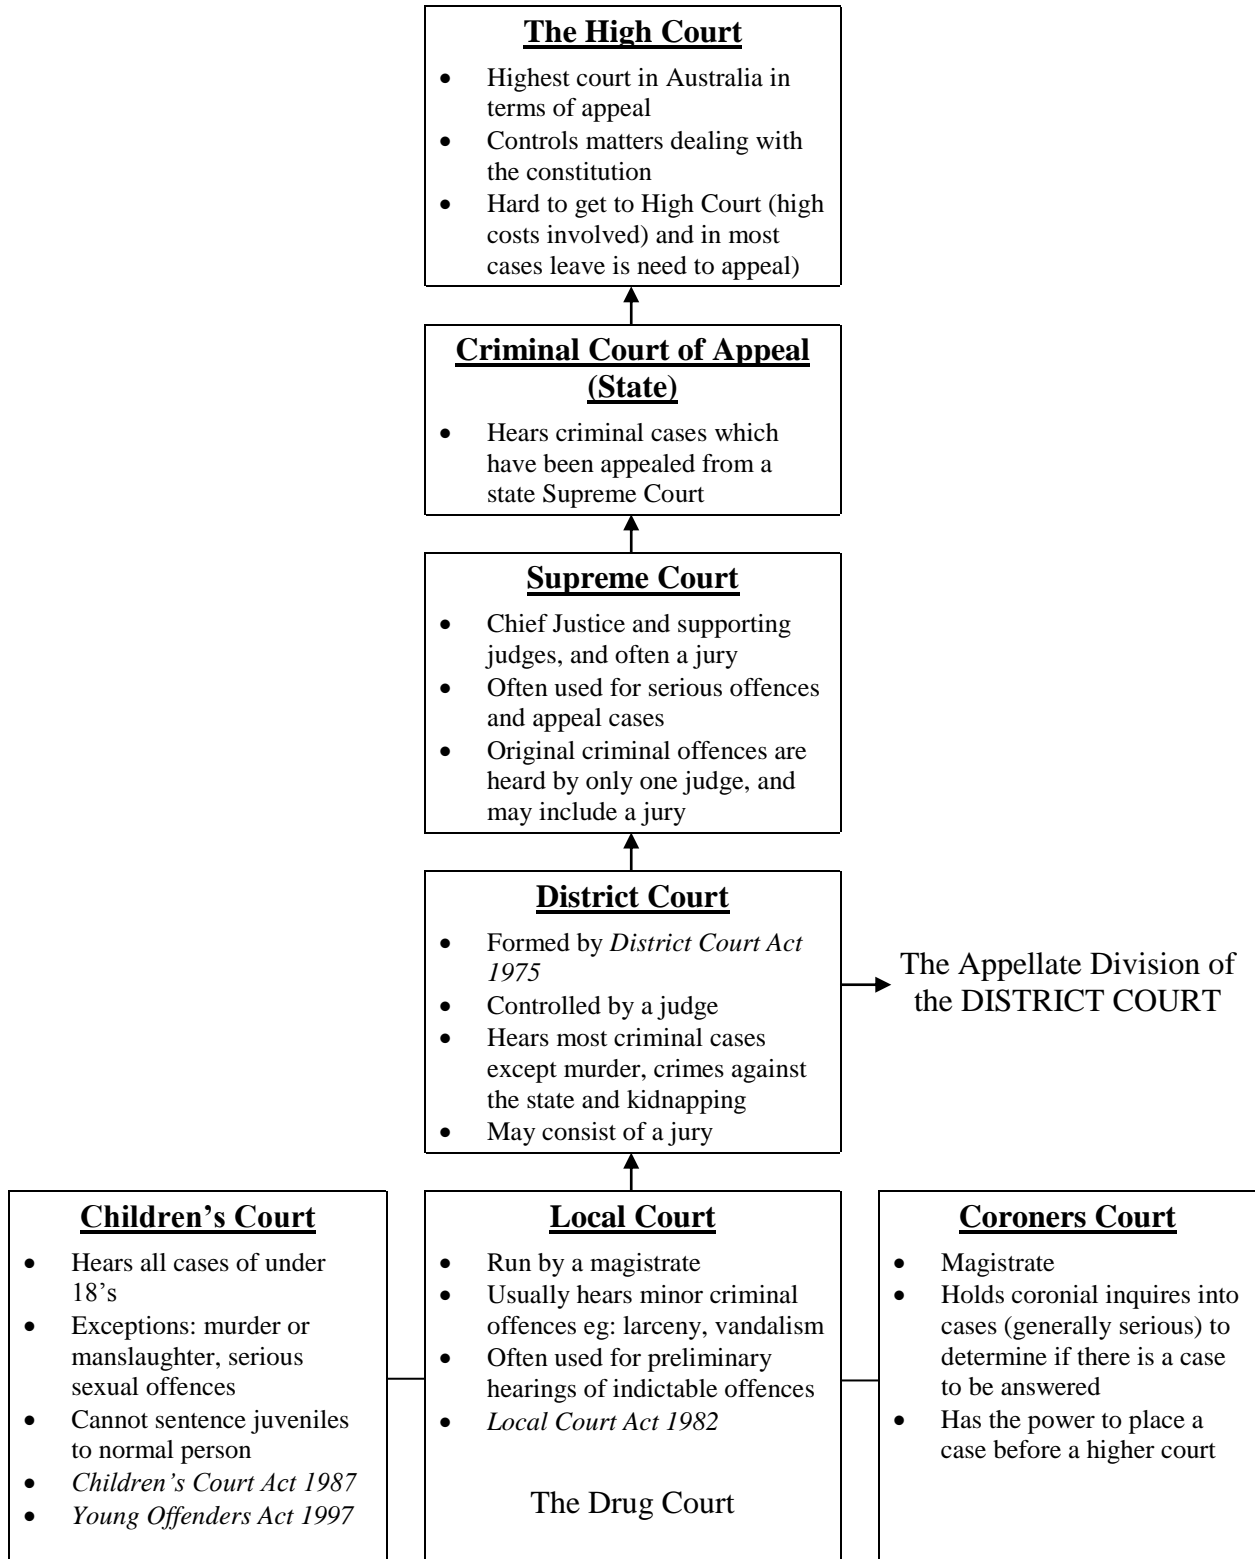 The High Court
• Highest court in Australia in
terms of appeal
• Controls matters dealing with
the constitution
• Hard to get to High Court (high
costs involved) and in most
cases leave is need to appeal)
Criminal Court of Appeal
(State)
• Hears criminal cases which
have been appealed from a
state Supreme Court
Supreme Court
• Chief Justice and supporting
judges, and often a jury
• Often used for serious offences
and appeal cases
• Original criminal offences are
heard by only one judge, and
may include a jury
District Court
• Formed by District Court Act
1975
• Controlled by a judge
• Hears most criminal cases
except murder, crimes against
the state and kidnapping
• May consist of a jury
The Appellate Division of
the DISTRICT COURT
Children's Court
• Hears all cases of under
18's
• Exceptions: murder or
manslaughter, serious
sexual offences
• Cannot sentence juveniles
to normal person
• Children's Court Act 1987
• Young Offenders Act 1997
Local Court
• Run by a magistrate
• Usually hears minor criminal
offences eg: larceny, vandalism
• Often used for preliminary
hearings of indictable offences
• Local Court Act 1982
The Drug Court
Coroners Court
• Magistrate
• Holds coronial inquires into
cases (generally serious) to
determine if there is a case
to be answered
• Has the power to place a
case before a higher court